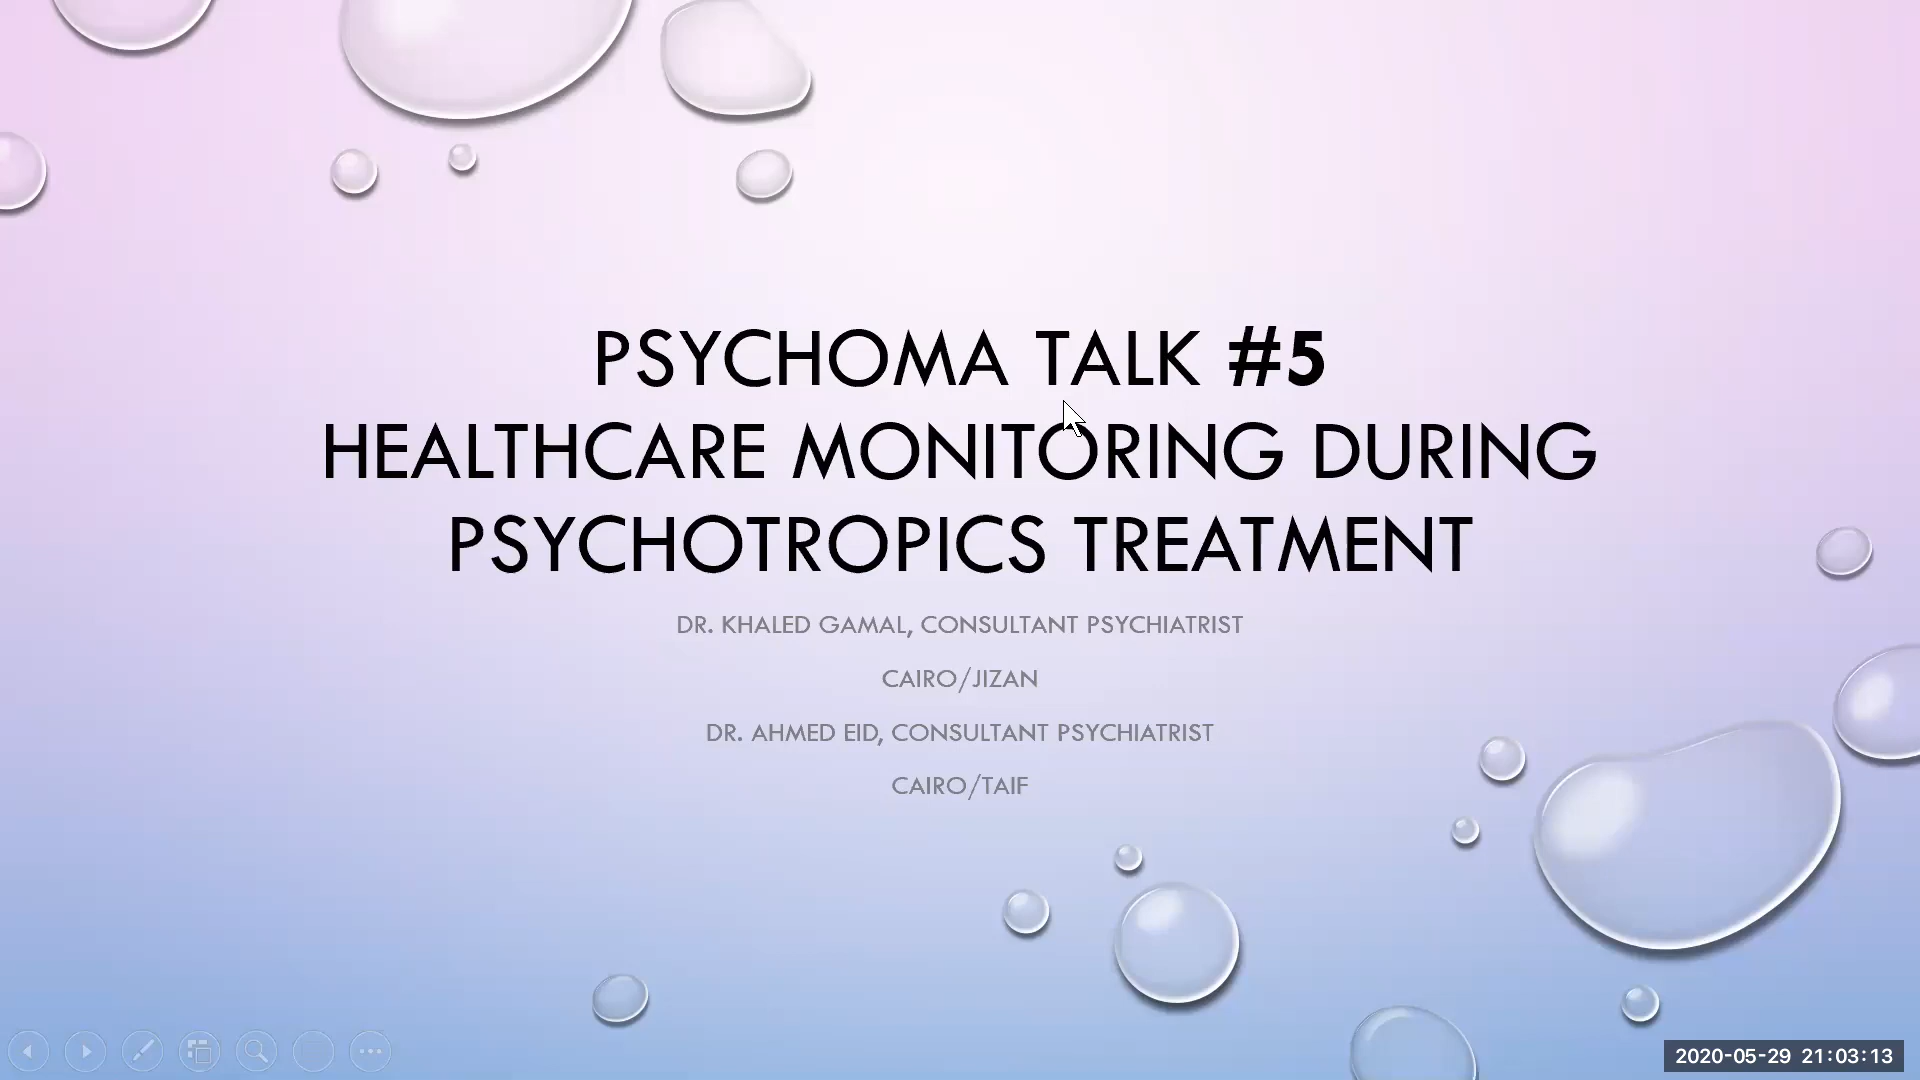 PSYCHOMA TALK #5
HEALTHCARE MONITORING DURING
PSYCHOTROPICS TREATMENT
DR. KHALED GAMAL, CONSULTANT PSYCHIATRIST
CAIRO/JIZAN
DR. AHMED EID, CONSULTANT PSYCHIATRIST
CAIRO/TAIF
2020-05-29 21:03:13